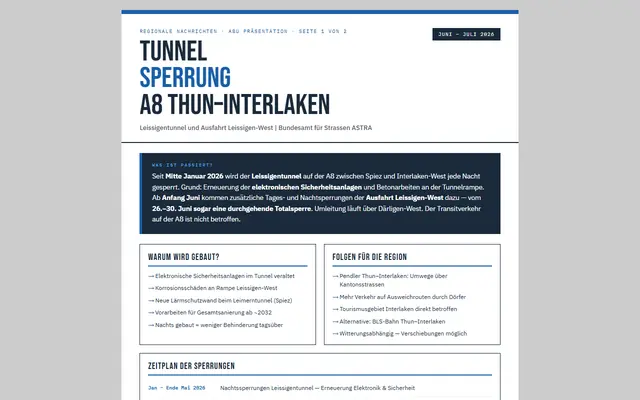 REGIONALE NACHRICHTEN · ABU PRÄSENTATION · SEITE 1 VON 2
JUNI – JULI 2026
TUNNEL
SPERRUNG
A8 THUN–INTERLAKEN
Leissigentunnel und Ausfahrt Leissigen-West | Bundesamt für Strassen ASTRA
WAS IST PASSIERT?
Seit Mitte Januar 2026 wird der Leissigentunnel auf der A8 zwischen Spiez und Interlaken-West jede Nacht
gesperrt. Grund: Erneuerung der elektronischen Sicherheitsanlagen und Betonarbeiten an der Tunnelrampe.
Ab Anfang Juni kommen zusätzliche Tages- und Nachtsperrungen der Ausfahrt Leissigen-West dazu — vom
26.–30. Juni sogar eine durchgehende Totalsperre. Umleitung läuft über Därligen-West. Der Transitverkehr
auf der A8 ist nicht betroffen.
WARUM WIRD GEBAUT?
→ Elektronische Sicherheitsanlagen im Tunnel veraltet
→ Korrosionsschäden an Rampe Leissigen-West
→ Neue Lärmschutzwand beim Leimerntunnel (Spiez)
→ Vorarbeiten für Gesamtsanierung ab ~2032
→ Nachts gebaut = weniger Behinderung tagsüber
FOLGEN FÜR DIE REGION
→ Pendler Thun–Interlaken: Umwege über
Kantonsstrassen
→ Mehr Verkehr auf Ausweichrouten durch Dörfer
→ Tourismusgebiet Interlaken direkt betroffen
→ Alternative: BLS-Bahn Thun–Interlaken
→ Witterungsabhängig — Verschiebungen möglich
ZEITPLAN DER SPERRUNGEN
Jan – Ende Mai 2026 Nachtssperrungen Leissigentunnel — Erneuerung Elektronik & Sicherheit